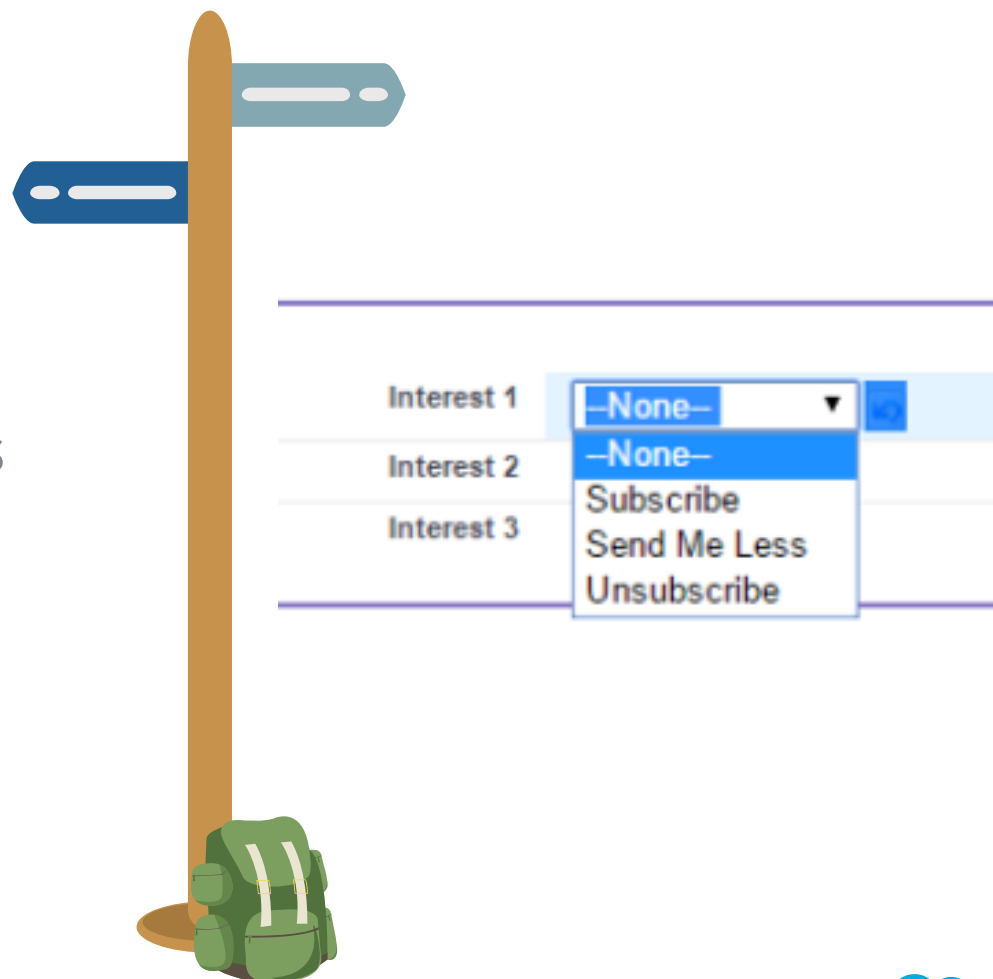 Interest 1 –None–
–None–
Interest 2
Subscribe
Interest 3
Send Me Less
Unsubscribe
s